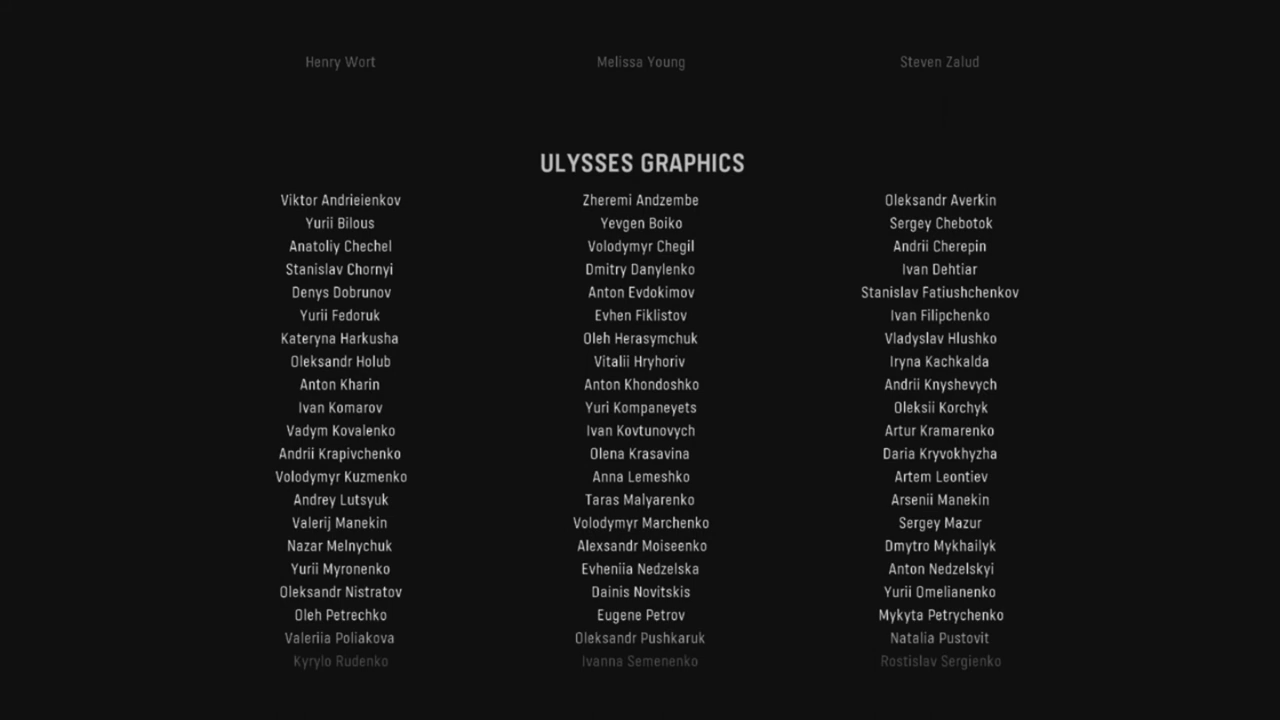 Henry Wort Melissa Young Steven Zalud
ULYSSES GRAPHICS
Viktor Andrieienkov Zheremi Andzembe Oleksandr Averkin
Yurii Bilous Yevgen Boiko Sergey Chebotok
Anatoliy Chechel Volodymyr Chegil Andrii Cherepin
Stanislav Chornyi Dmitry Danylenko Ivan Dehtiar
Denys Dobrunov Anton Evdokimov Stanislav Fatiushchenkov
Yurii Fedoruk Evhen Fiklistov Ivan Filipchenko
Kateryna Harkusha Oleh Herasymchuk Vladyslav Hlushko
Oleksandr Holub Vitalii Hryhoriv Iryna Kachkalda
Anton Kharin Anton Khondoshko Andrii Knyshevych
Ivan Komarov Yuri Kompaneyets Oleksii Korchyk
Vadym Kovalenko Ivan Kovtunovych Artur Kramarenko
Andrii Krapivchenko Olena Krasavina Daria Kryvokhyzha
Volodymyr Kuzmenko Anna Lemeshko Artem Leontiev
Andrey Lutsyuk Taras Malyarenko Arsenii Manekin
Valerij Manekin Volodymyr Marchenko Sergey Mazur
Nazar Melnychuk Alexsandr Moiseenko Dmytro Mykhailyk
Yurii Myronenko Evheniia Nedzelska Anton Nedzelskyi
Oleksandr Nistratov Dainis Novitskis Yurii Omelianenko
Oleh Petrechko Eugene Petrov Mykyta Petrychenko
Valeriia Poliakova Oleksandr Pushkaruk Natalia Pustovit
Kyrylo Rudenko Ivanna Semenenko Rostislav Sergienko